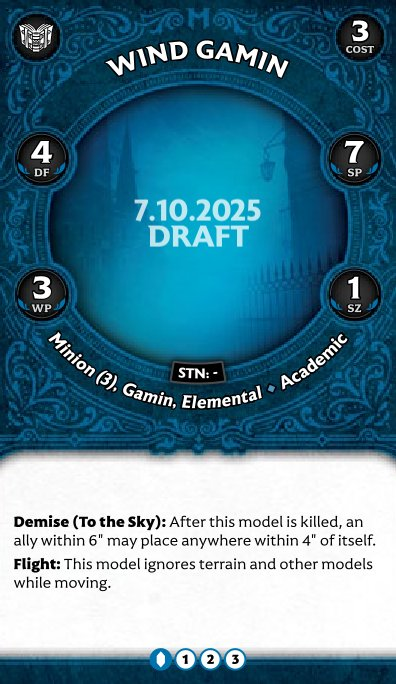 M
WIND GAMIN
3
COST
4
DF
7
SP
7.10.2025
DRAFT
3
WP
1
SZ
STN: -
Minion (3), Gamin, Elemental ◆ Academic
Demise (To the Sky): After this model is killed, an
ally within 6" may place anywhere within 4" of itself.
Flight: This model ignores terrain and other models
while moving.
1 2 3